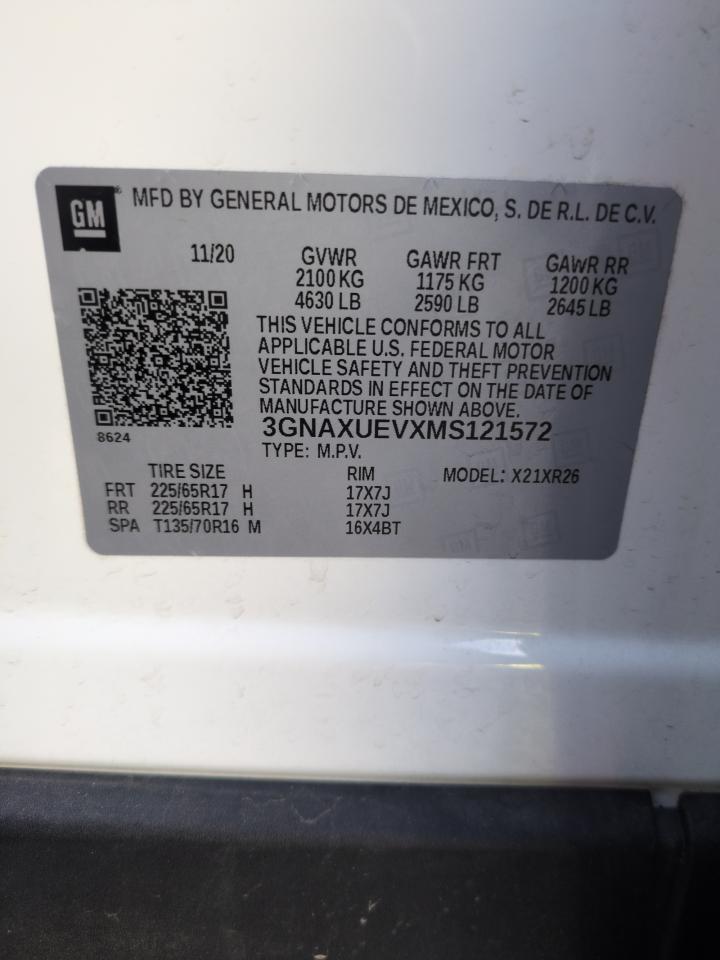 GM ® MFD BY GENERAL MOTORS DE MEXICO, S. DE R.L. DE C.V.
11/20 GVWR GAWR FRT GAWR RR
2100 KG 1175 KG 1200 KG
4630 LB 2590 LB 2645 LB
THIS VEHICLE CONFORMS TO ALL
APPLICABLE U.S. FEDERAL MOTOR
VEHICLE SAFETY AND THEFT PREVENTION
STANDARDS IN EFFECT ON THE DATE OF
MANUFACTURE SHOWN ABOVE.
8624 3GNAXUEVXMS121572
TYPE: M.P.V.
TIRE SIZE RIM MODEL: X21XR26
FRT 225/65R17 H 17X7J
RR 225/65R17 H 17X7J
SPA T135/70R16 M 16X4BT